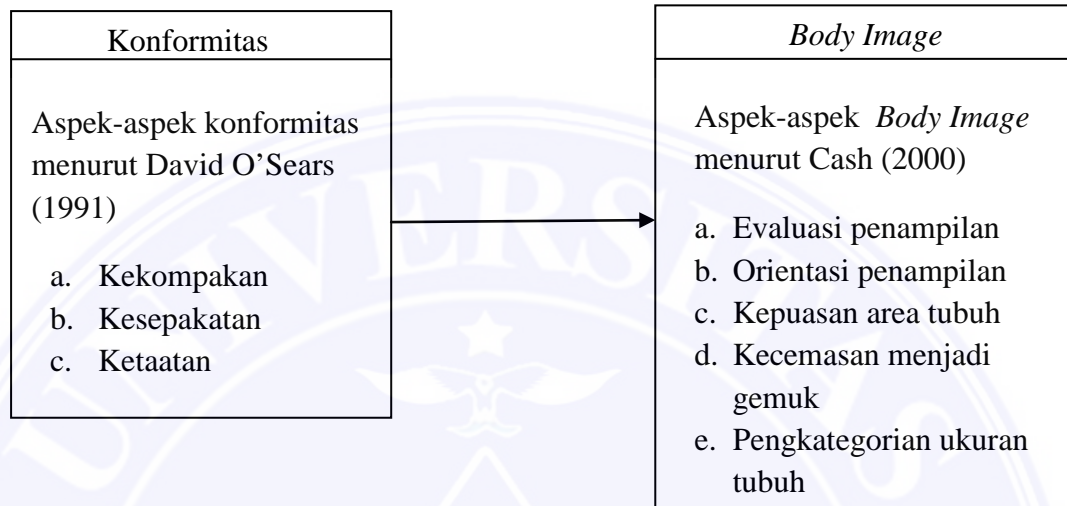 Konformitas
Aspek-aspek konformitas
menurut David O’Sears
(1991)
a. Kekompakan
b. Kesepakatan
c. Ketaatan
Body Image
Aspek-aspek Body Image
menurut Cash (2000)
a. Evaluasi penampilan
b. Orientasi penampilan
c. Kepuasan area tubuh
d. Kecemasan menjadi
gemuk
e. Pengkategorian ukuran
tubuh
UNIVERSITAS